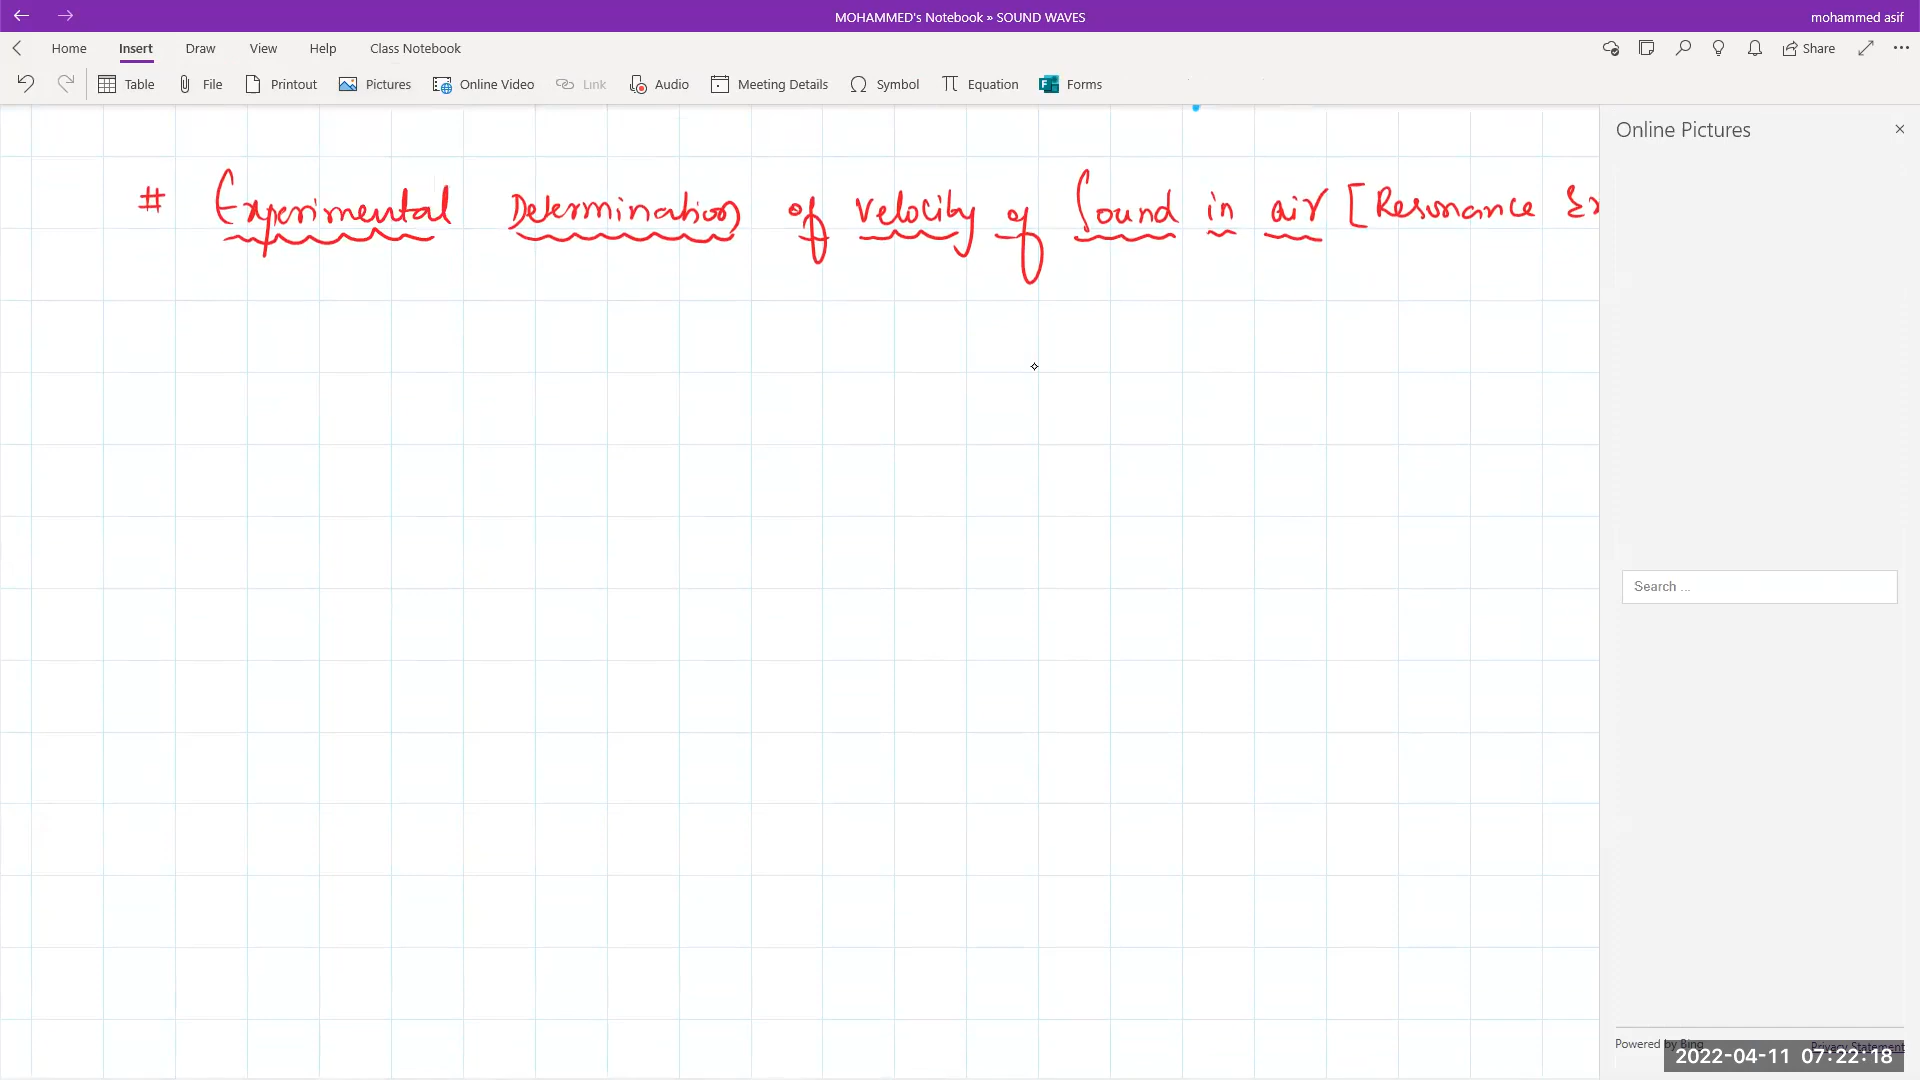 MOHAMMED's Notebook » SOUND WAVES
mohammed asif
Home Insert Draw View Help Class Notebook
Share
Table File Printout Pictures Online Video Link Audio Meeting Details Symbol Equation Forms
Online Pictures
# Experimental Determination of velocity of Sound in air [Resonance
Search ...
Powered by Bing
Privacy Statement
2022-04-11 07:22:18